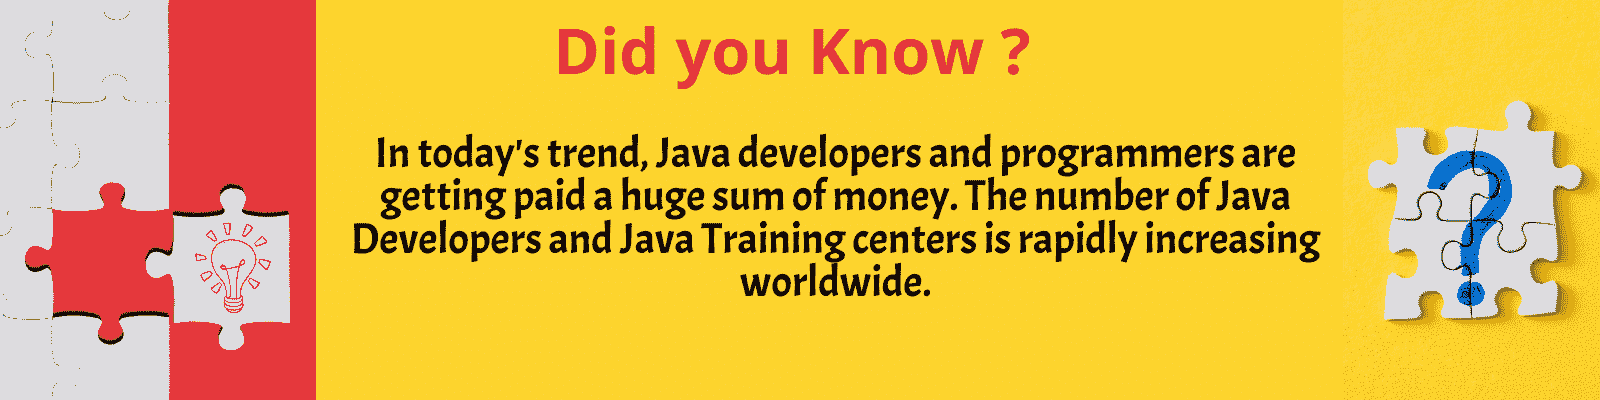 Did you Know ?
In today's trend, Java developers and programmers are
getting paid a huge sum of money. The number of Java
Developers and Java Training centers is rapidly increasing
worldwide.